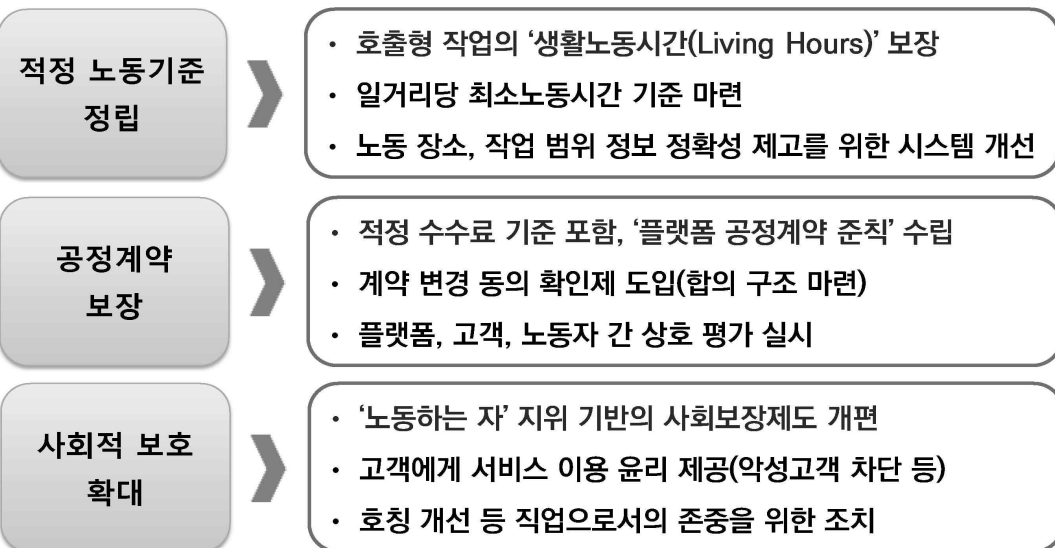 적정 노동기준
정립
· 호출형 작업의 ‘생활노동시간(Living Hours)’ 보장
· 일거리당 최소노동시간 기준 마련
· 노동 장소, 작업 범위 정보 정확성 제고를 위한 시스템 개선
공정계약
보장
· 적정 수수료 기준 포함, ‘플랫폼 공정계약 준칙’ 수립
· 계약 변경 동의 확인제 도입(합의 구조 마련)
· 플랫폼, 고객, 노동자 간 상호 평가 실시
사회적 보호
확대
· ‘노동하는 자’ 지위 기반의 사회보장제도 개편
· 고객에게 서비스 이용 윤리 제공(악성고객 차단 등)
· 호칭 개선 등 직업으로서의 존중을 위한 조치